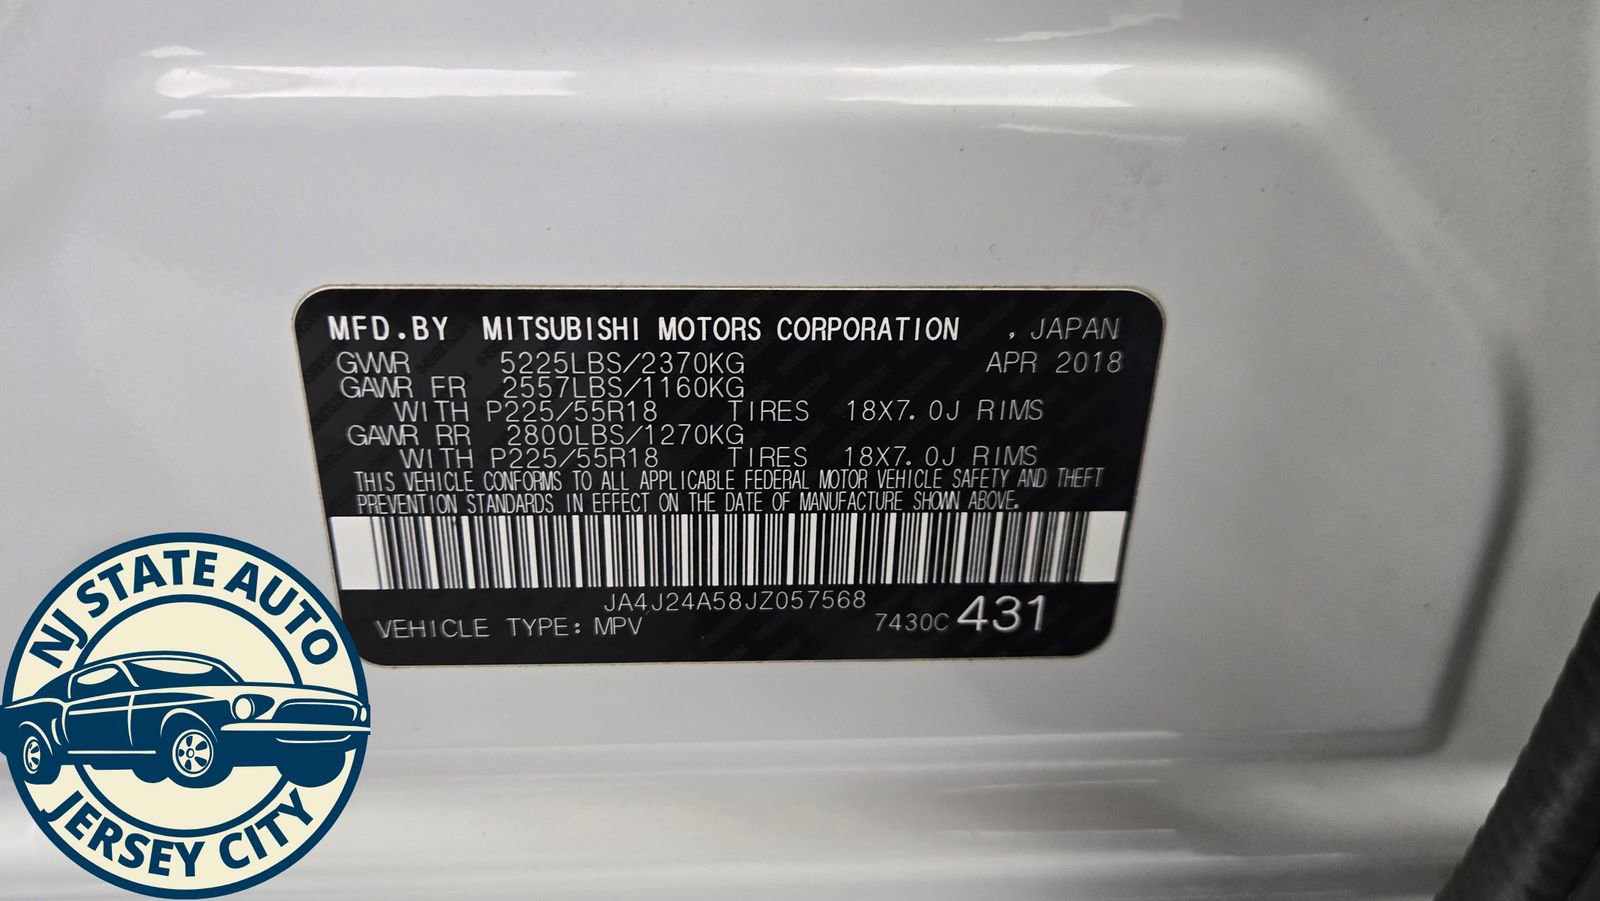 MFD.BY MITSUBISHI MOTORS CORPORATION , JAPAN
GVWR 5225LBS/2370KG APR 2018
GAWR FR 2557LBS/1160KG
WITH P225/55R18 TIRES 18X7.0J RIMS
GAWR RR 2800LBS/1270KG
WITH P225/55R18 TIRES 18X7.0J RIMS
THIS VEHICLE CONFORMS TO ALL APPLICABLE FEDERAL MOTOR VEHICLE SAFETY AND THEFT
PREVENTION STANDARDS IN EFFECT ON THE DATE OF MANUFACTURE SHOWN ABOVE.
JA4J24A58JZ057568
VEHICLE TYPE: MPV 7430C 431
NJ STATE AUTO
JERSEY CITY